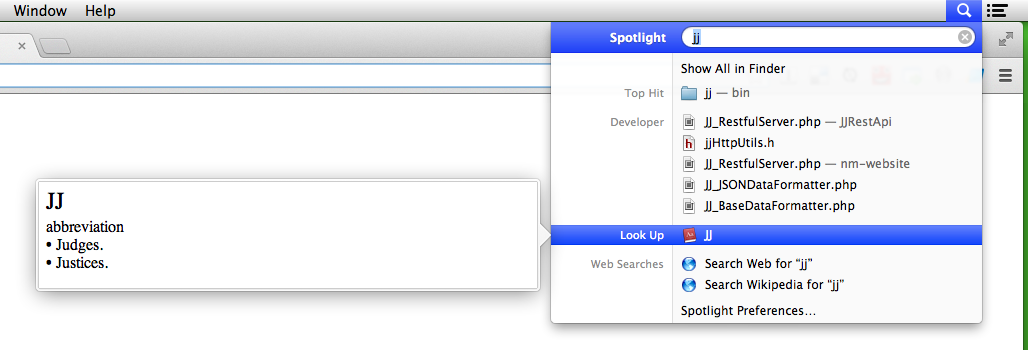 Window Help
Spotlight jj
Show All in Finder
Top Hit jj — bin
Developer JJ_RestfulServer.php — JJRestApi
jjHttpUtils.h
JJ_RestfulServer.php — nm-website
JJ_JSONDataFormatter.php
JJ_BaseDataFormatter.php
Look Up JJ
Web Searches Search Web for “jj”
Search Wikipedia for “jj”
Spotlight Preferences…
JJ
abbreviation
• Judges.
• Justices.